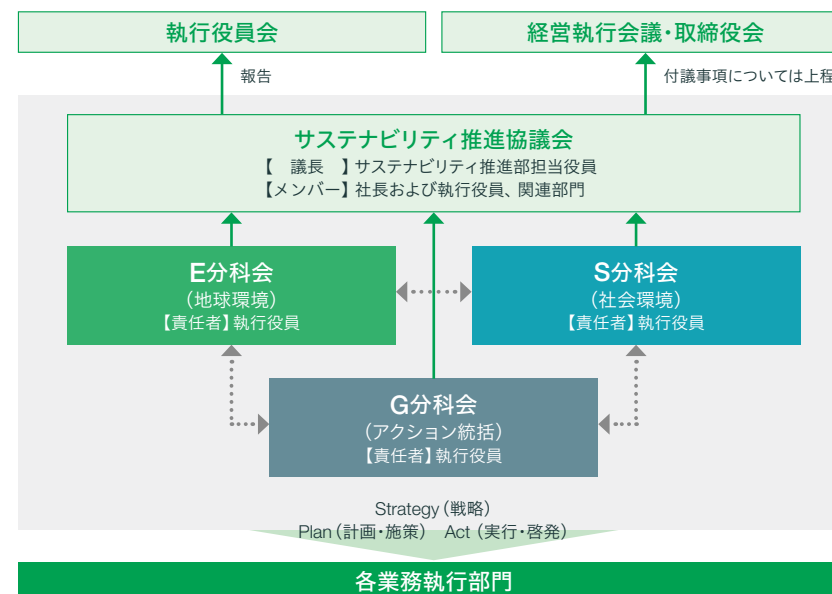 執行役員会
経営執行会議・取締役会
報告
付議事項については上程
サステナビリティ推進協議会
【　議長　】サステナビリティ推進部担当役員
【メンバー】社長および執行役員、関連部門
E分科会
（地球環境）
【責任者】執行役員
S分科会
（社会環境）
【責任者】執行役員
G分科会
（アクション統括）
【責任者】執行役員
Strategy（戦略）
Plan（計画・施策）　Act（実行・啓発）
各業務執行部門